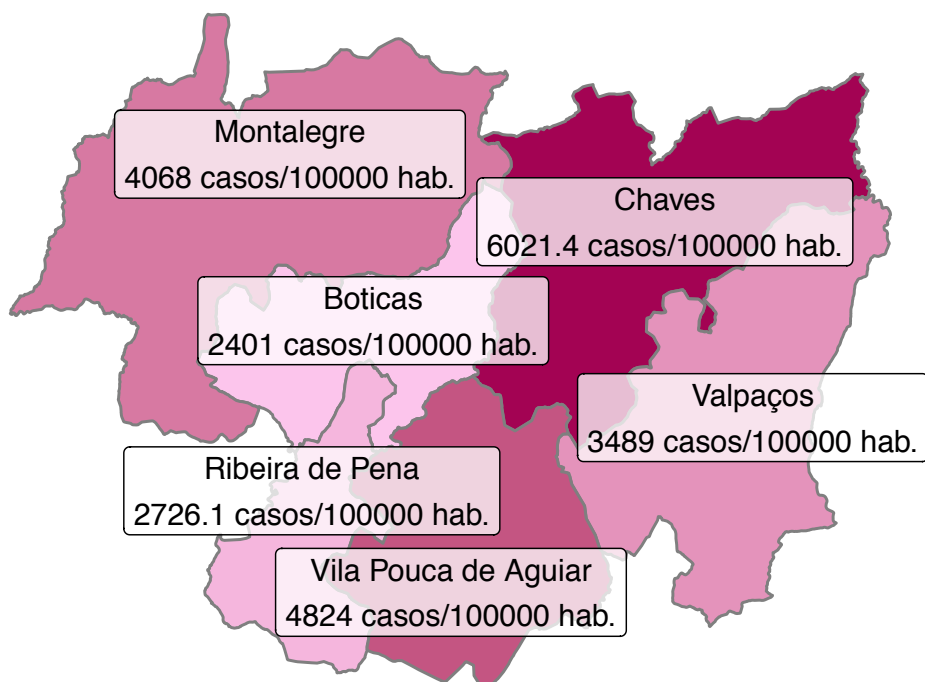 Montalegre
4068 casos/100000 hab.
Chaves
6021.4 casos/100000 hab.
Boticas
2401 casos/100000 hab.
Valpaços
3489 casos/100000 hab.
Ribeira de Pena
2726.1 casos/100000 hab.
Vila Pouca de Aguiar
4824 casos/100000 hab.